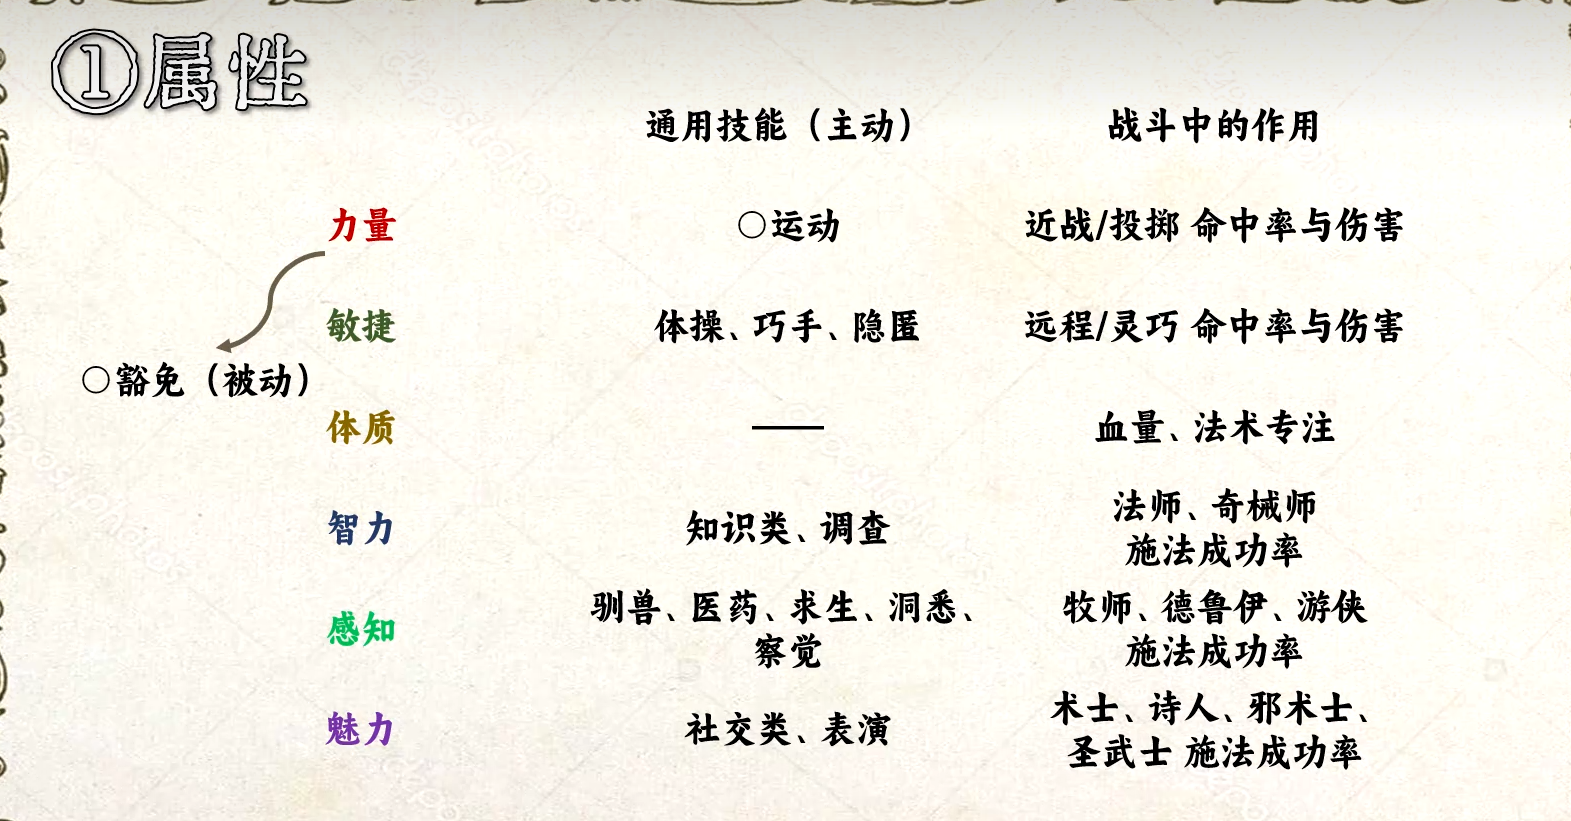 ①属性
通用技能（主动） 战斗中的作用
力量 ○运动 近战/投掷 命中率与伤害
敏捷 体操、巧手、隐匿 远程/灵巧 命中率与伤害
○豁免（被动）
体质 —— 血量、法术专注
智力 知识类、调查 法师、奇械师
施法成功率
感知 驯兽、医药、求生、洞悉、
察觉 牧师、德鲁伊、游侠
施法成功率
魅力 社交类、表演 术士、诗人、邪术士、
圣武士 施法成功率